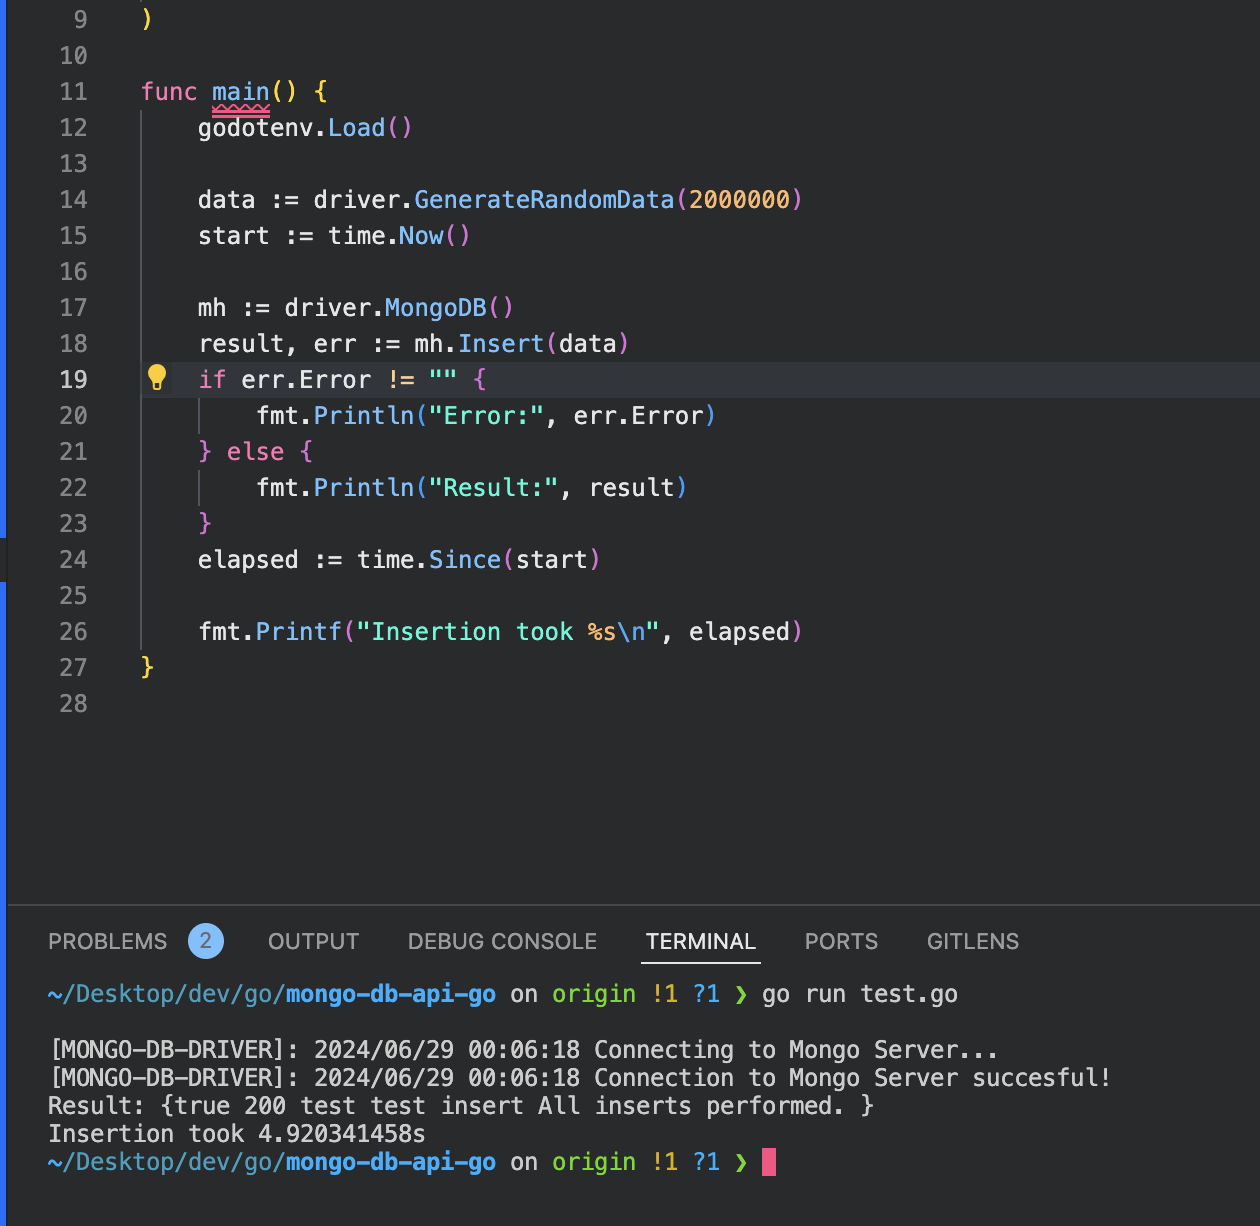 9 )
10
11 func main() {
12 godotenv.Load()
13
14 data := driver.GenerateRandomData(2000000)
15 start := time.Now()
16
17 mh := driver.MongoDB()
18 result, err := mh.Insert(data)
19 if err.Error != "" {
20 fmt.Println("Error:", err.Error)
21 } else {
22 fmt.Println("Result:", result)
23 }
24 elapsed := time.Since(start)
25
26 fmt.Printf("Insertion took %s\n", elapsed)
27 }
28
PROBLEMS 2 OUTPUT DEBUG CONSOLE TERMINAL PORTS GITLENS
~/Desktop/dev/go/mongo-db-api-go on origin !1 ?1 ❯ go run test.go
[MONGO-DB-DRIVER]: 2024/06/29 00:06:18 Connecting to Mongo Server...
[MONGO-DB-DRIVER]: 2024/06/29 00:06:18 Connection to Mongo Server succesful!
Result: {true 200 test test insert All inserts performed. }
Insertion took 4.920341458s
~/Desktop/dev/go/mongo-db-api-go on origin !1 ?1 ❯